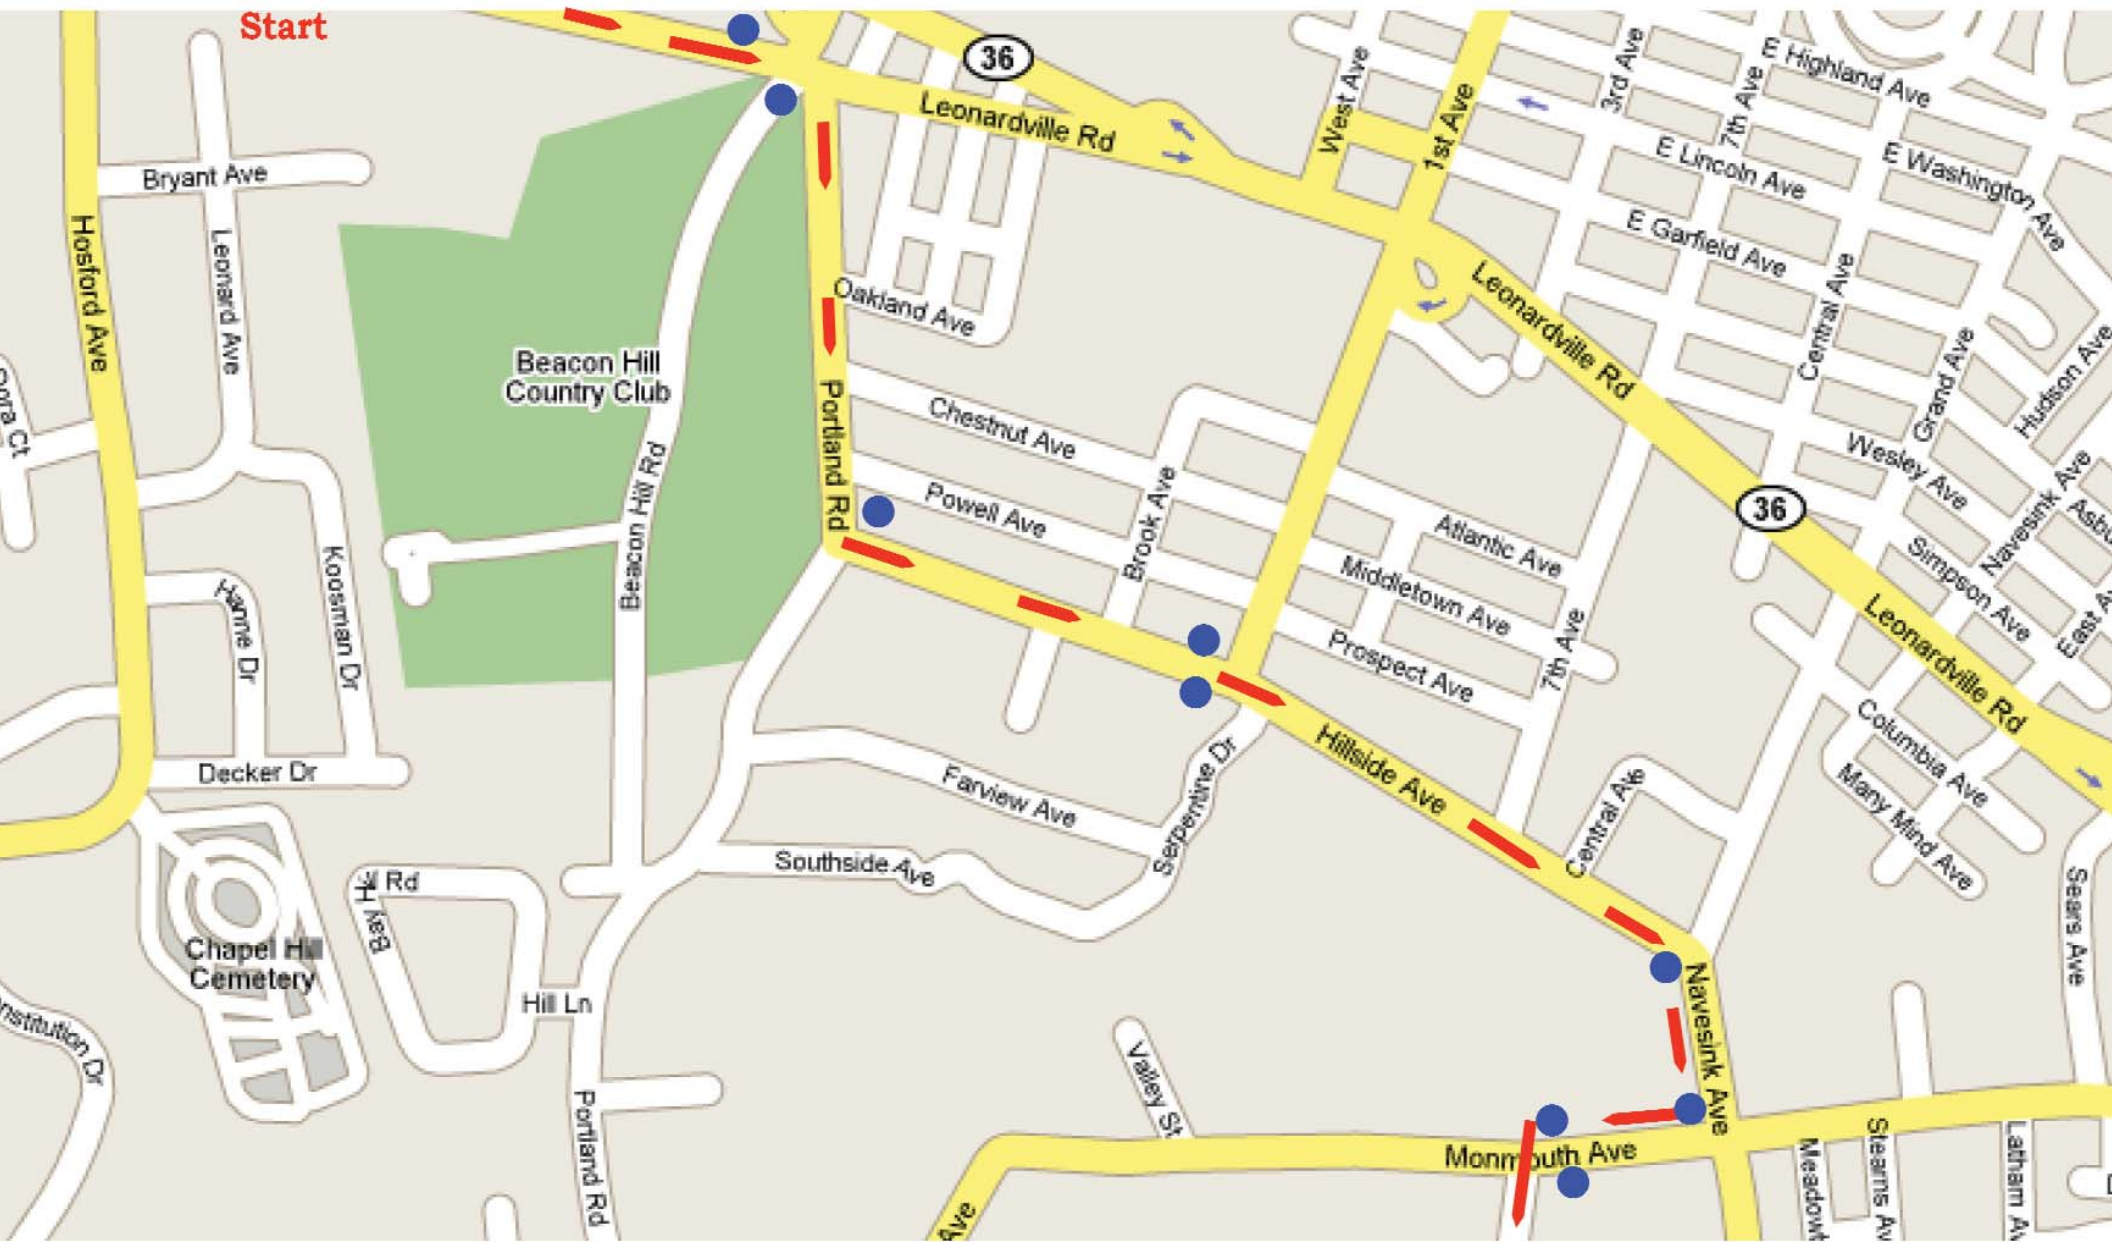 Start
36
Leonardville Rd
West Ave
1st Ave
3rd Ave
7th Ave
E Highland Ave
E Lincoln Ave
E Washington Ave
E Garfield Ave
Bryant Ave
Hosford Ave
Leonard Ave
Oakland Ave
Leonardville Rd
Central Ave
Grand Ave
Hudson Ave
Beacon Hill
Country Club
Portland Rd
Chestnut Ave
Powell Ave
Brook Ave
Beacon Hill Rd
Atlantic Ave
Middletown Ave
Prospect Ave
7th Ave
36
Wesley Ave
Navesink Ave
Simpson Ave
East
Leonardville Rd
Koosman Dr
Hanne Dr
Decker Dr
Farview Ave
Southside Ave
Serpentine Dr
Hillside Ave
Central Ave
Columbia Ave
Many Mind Ave
Sears Ave
Rd
Bay
Chapel Hill
Cemetery
Hill Ln
Portland Rd
Valley St
Navesink Ave
Monmouth Ave
Stearns
Latham
Ave